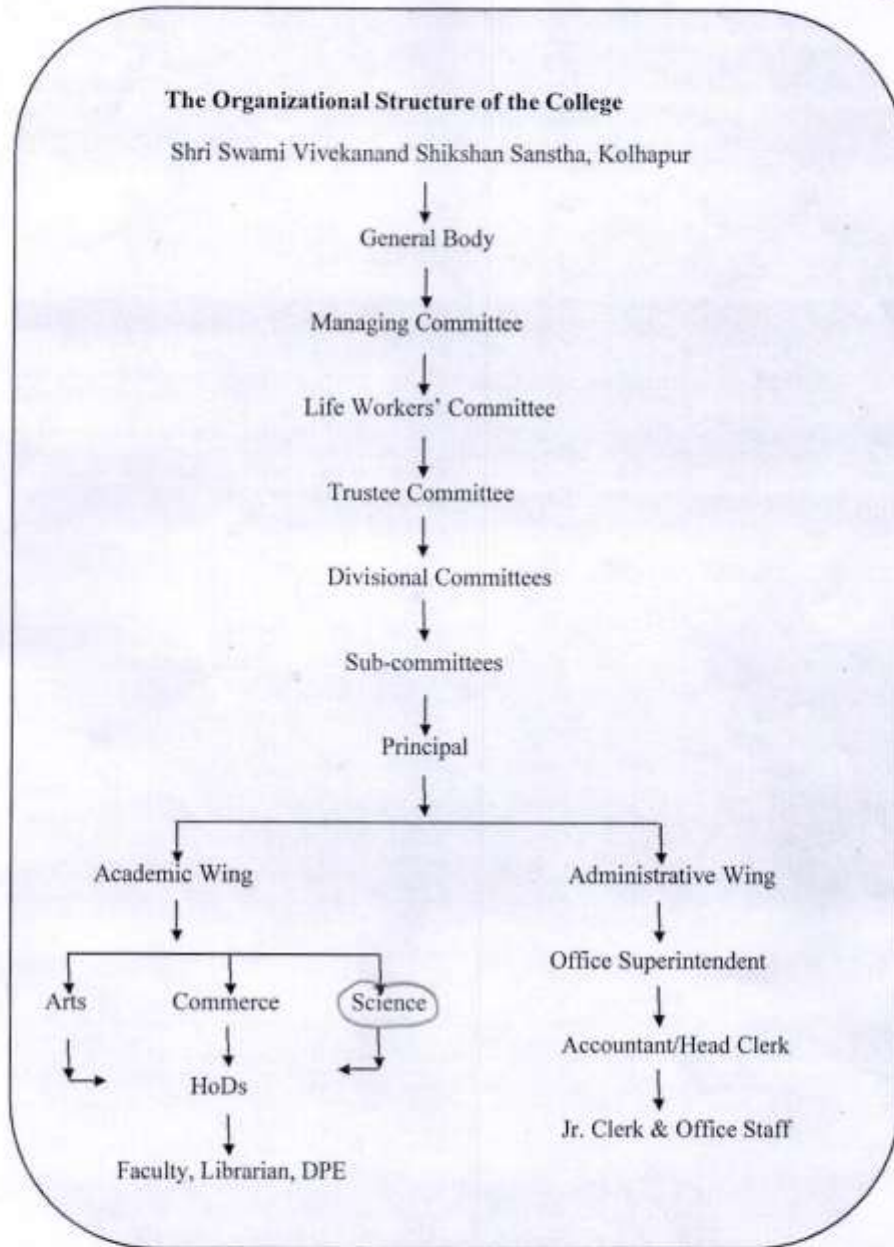 The Organizational Structure of the College
Shri Swami Vivekanand Shikshan Sanstha, Kolhapur
General Body
Managing Committee
Life Workers’ Committee
Trustee Committee
Divisional Committees
Sub-committees
Principal
Academic Wing
Administrative Wing
Arts
Commerce
Science
HoDs
Faculty, Librarian, DPE
Office Superintendent
Accountant/Head Clerk
Jr. Clerk & Office Staff